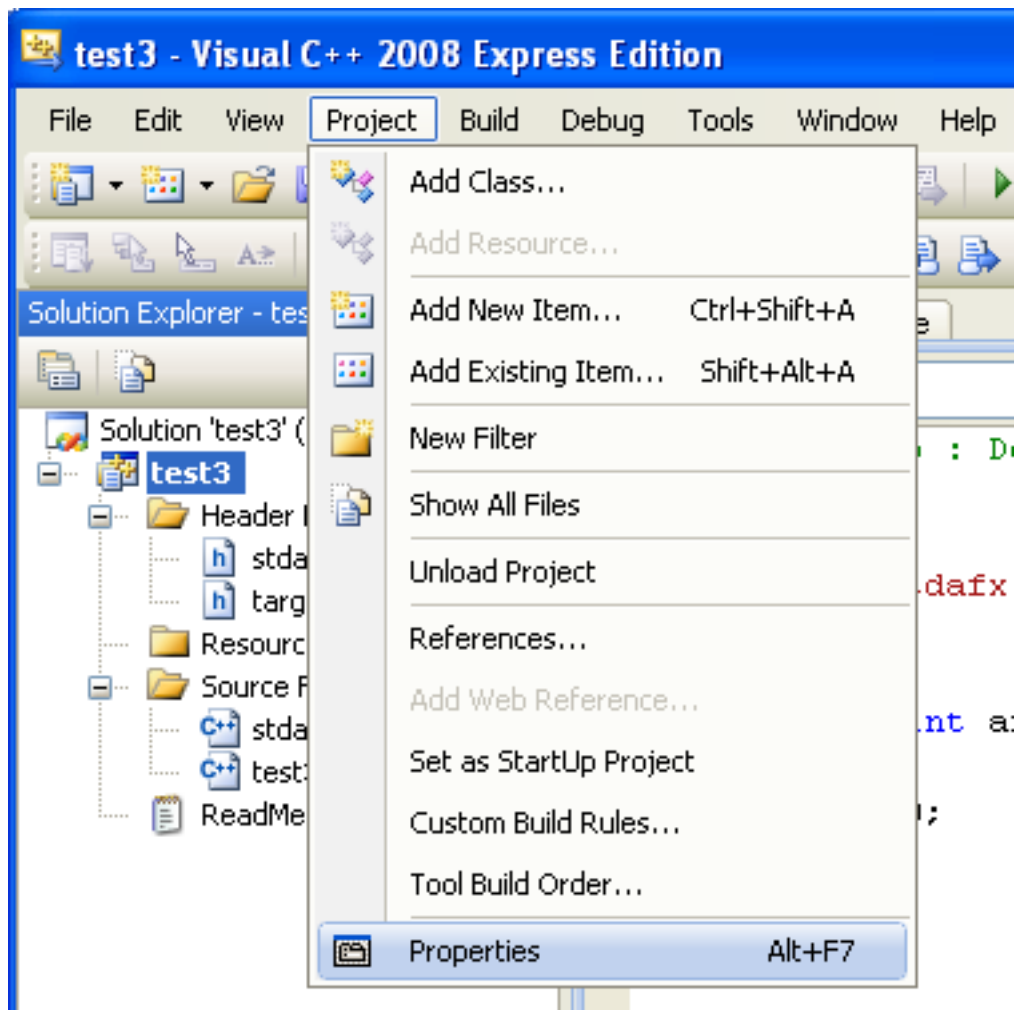 test3 - Visual C++ 2008 Express Edition
File Edit View Project Build Debug Tools Window Help
Add Class...
Add Resource...
Add New Item... Ctrl+Shift+A
Add Existing Item... Shift+Alt+A
New Filter
Show All Files
Unload Project
References...
Add Web Reference...
Set as StartUp Project
Custom Build Rules...
Tool Build Order...
Properties Alt+F7
Solution Explorer - tes
Solution 'test3' (
test3
Header
h stda
h targ
Resourc
Source F
C++ stda
C++ test
ReadMe
: D
.dafx
nt a
;